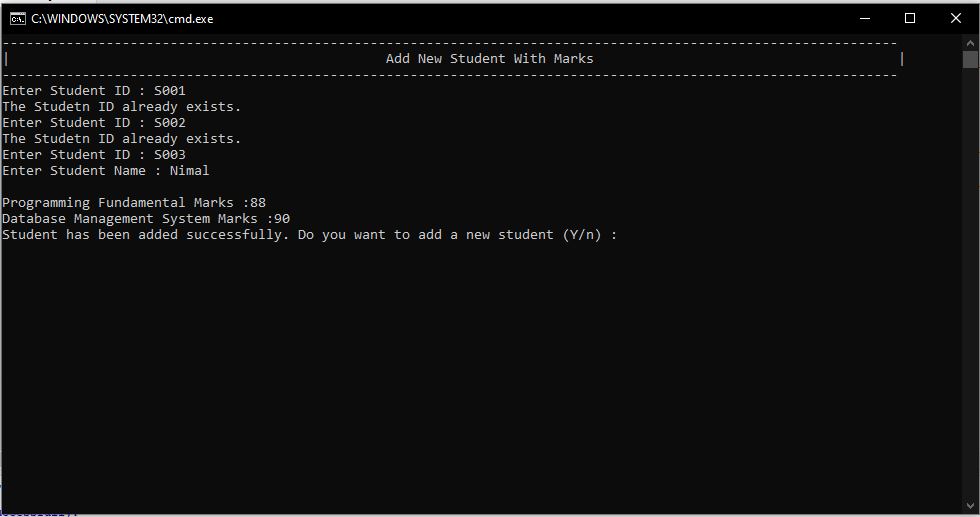 C:\WINDOWS\SYSTEM32\cmd.exe
----------------------------------------------------------------------------------------------------------------
|                                               Add New Student With Marks                                      |
----------------------------------------------------------------------------------------------------------------
Enter Student ID : S001
The Studetn ID already exists.
Enter Student ID : S002
The Studetn ID already exists.
Enter Student ID : S003
Enter Student Name : Nimal
Programming Fundamental Marks :88
Database Management System Marks :90
Student has been added successfully. Do you want to add a new student (Y/n) :